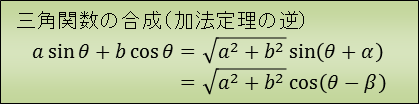 三角関数の合成(加法定理の逆)
a sin θ + b cos θ = √(a² + b²) sin(θ + α)
= √(a² + b²) cos(θ − β)